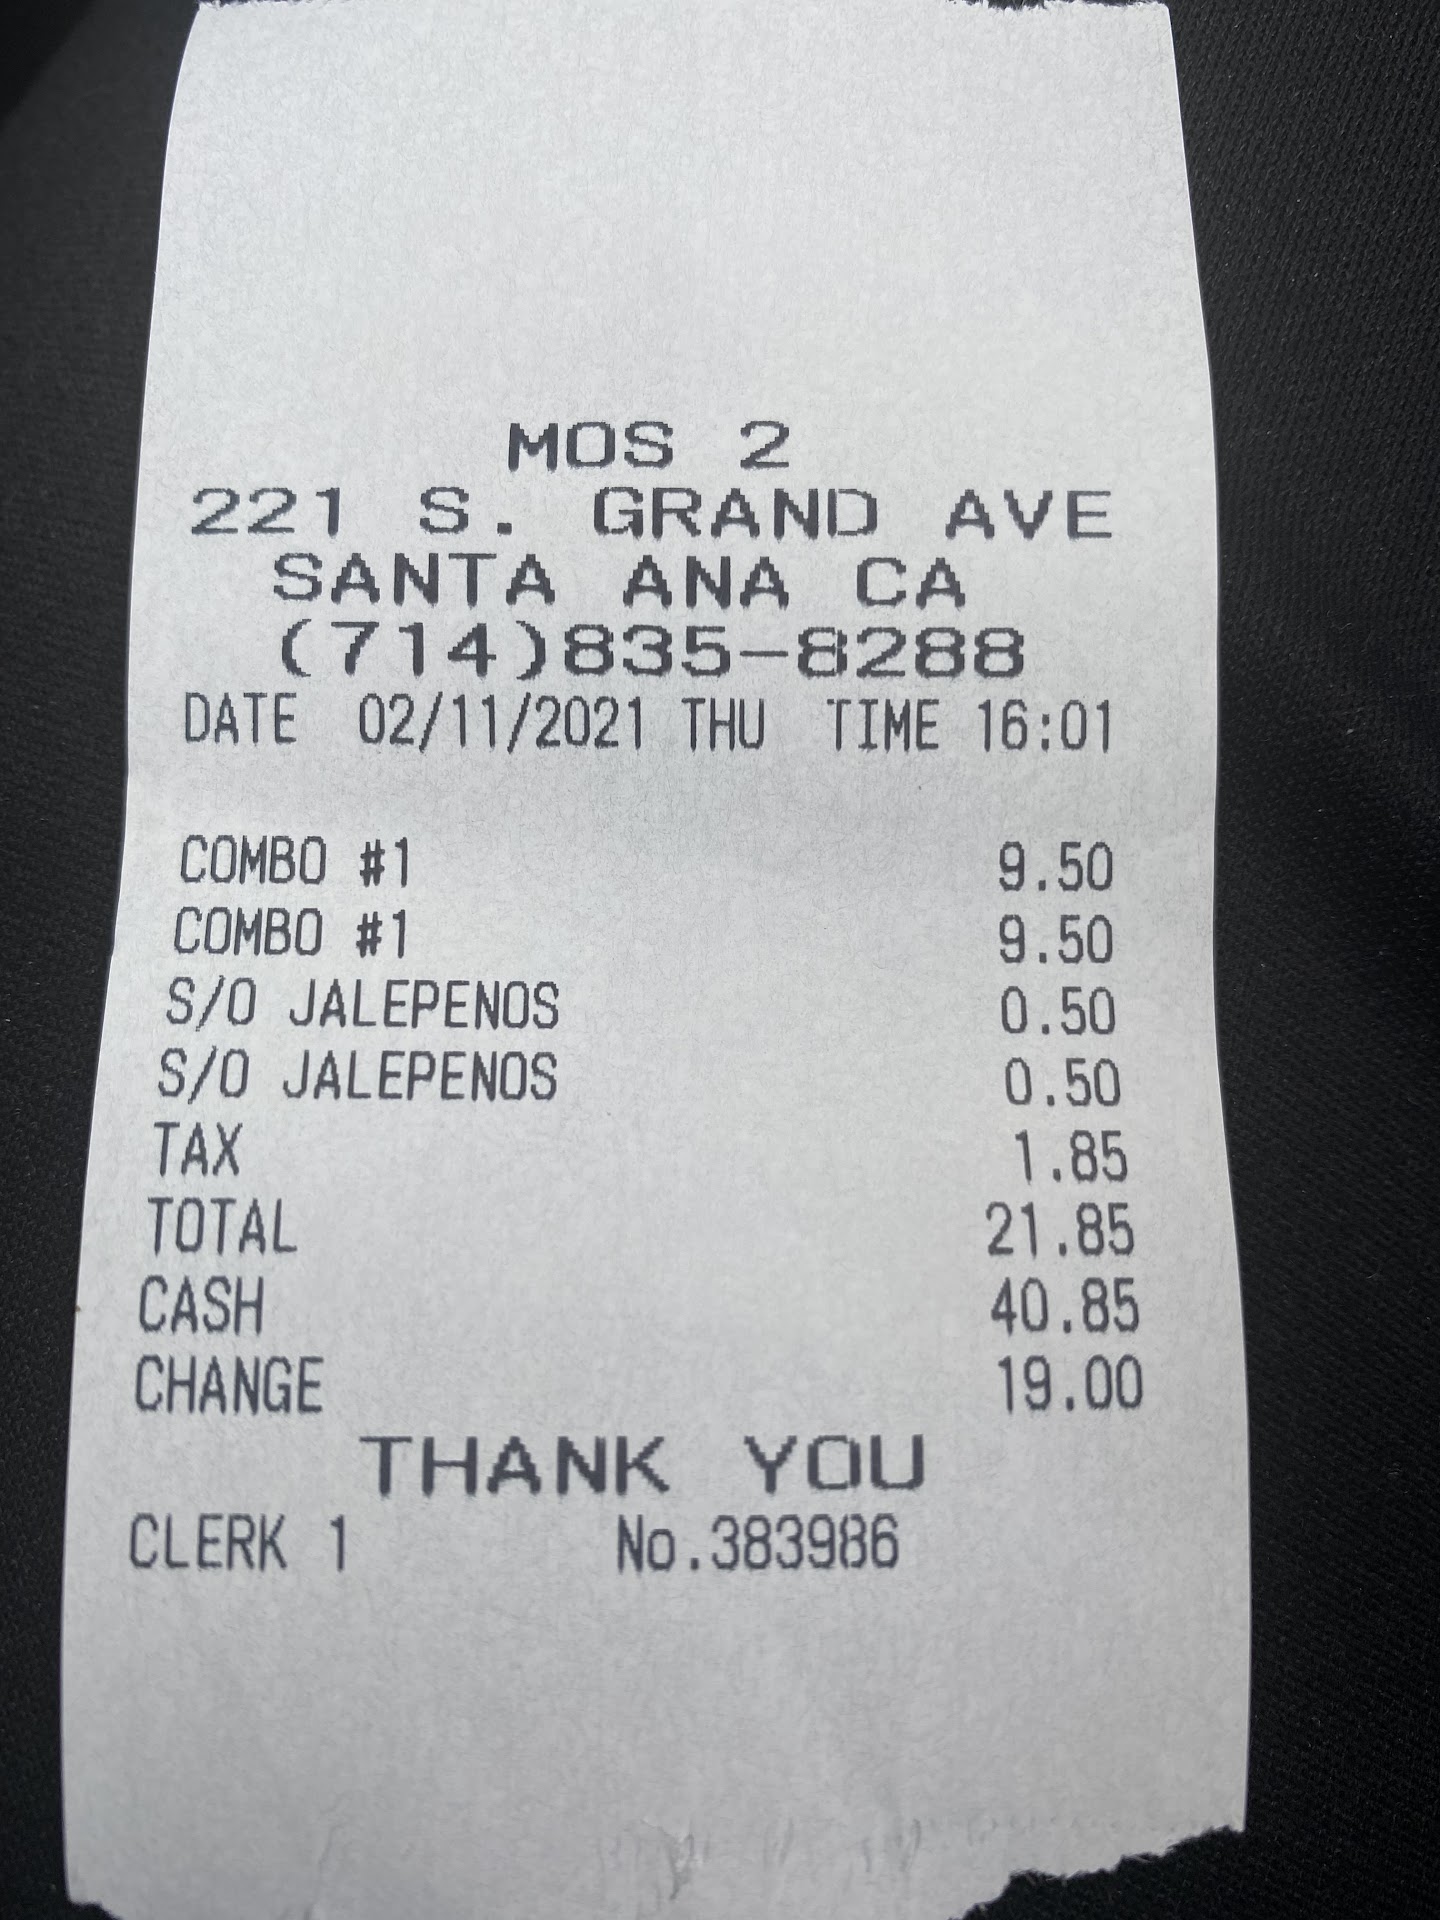 MOS 2
221 S. GRAND AVE
SANTA ANA CA
(714)835-8288
DATE 02/11/2021 THU TIME 16:01
COMBO #1 9.50
COMBO #1 9.50
S/O JALEPENOS 0.50
S/O JALEPENOS 0.50
TAX 1.85
TOTAL 21.85
CASH 40.85
CHANGE 19.00
THANK YOU
CLERK 1 No.383986